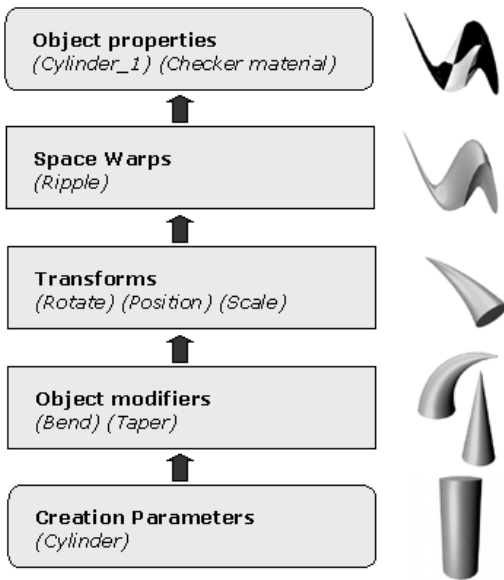 Object properties
(Cylinder_1) (Checker material)
Space Warps
(Ripple)
Transforms
(Rotate) (Position) (Scale)
Object modifiers
(Bend) (Taper)
Creation Parameters
(Cylinder)